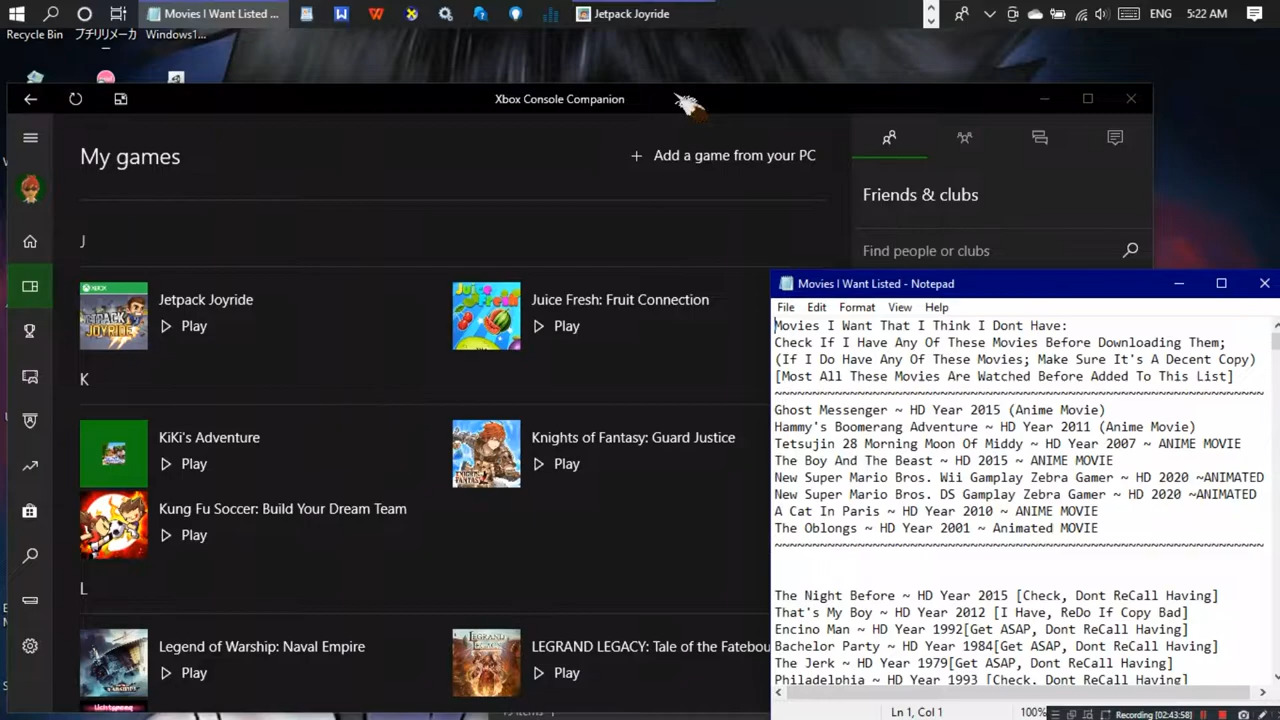 Movies I Want Listed ...
Jetpack Joyride
ENG
5:22 AM
Recycle Bin
プチリメーカ
Windows1...
Xbox Console Companion
My games
Add a game from your PC
Friends & clubs
Find people or clubs
J
Jetpack Joyride
Play
Juice Fresh: Fruit Connection
Play
K
KiKi's Adventure
Play
Knights of Fantasy: Guard Justice
Play
Kung Fu Soccer: Build Your Dream Team
Play
L
Legend of Warship: Naval Empire
Play
LEGRAND LEGACY: Tale of the Fatebou
Play
Movies I Want Listed - Notepad
File Edit Format View Help
Movies I Want That I Think I Dont Have:
Check If I Have Any Of These Movies Before Downloading Them;
(If I Do Have Any Of These Movies; Make Sure It's A Decent Copy)
[Most All These Movies Are Watched Before Added To This List]
~~~~~~~~~~~~~~~~~~~~~~~~~~~~~~~~~~~~~~~~~~~~~~~~~~~~~~~~~~~~~~~~~
Ghost Messenger ~ HD Year 2015 (Anime Movie)
Hammy's Boomerang Adventure ~ HD Year 2011 (Anime Movie)
Tetsujin 28 Morning Moon Of Middy ~ HD Year 2007 ~ ANIME MOVIE
The Boy And The Beast ~ HD 2015 ~ ANIME MOVIE
New Super Mario Bros. Wii Gamplay Zebra Gamer ~ HD 2020 ~ANIMATED
New Super Mario Bros. DS Gamplay Zebra Gamer ~ HD 2020 ~ANIMATED
A Cat In Paris ~ HD Year 2010 ~ ANIME MOVIE
The Oblongs ~ HD Year 2001 ~ Animated MOVIE
~~~~~~~~~~~~~~~~~~~~~~~~~~~~~~~~~~~~~~~~~~~~~~~~~~~~~~~~~~~~~~~~~
The Night Before ~ HD Year 2015 [Check, Dont ReCall Having]
That's My Boy ~ HD Year 2012 [I Have, ReDo If Copy Bad]
Encino Man ~ HD Year 1992[Get ASAP, Dont ReCall Having]
Bachelor Party ~ HD Year 1984[Get ASAP, Dont ReCall Having]
The Jerk ~ HD Year 1979[Get ASAP, Dont ReCall Having]
Philadelphia ~ HD Year 1993 [Check, Dont ReCall Having]
Ln 1, Col 1
100%
Recording [02:43:58]